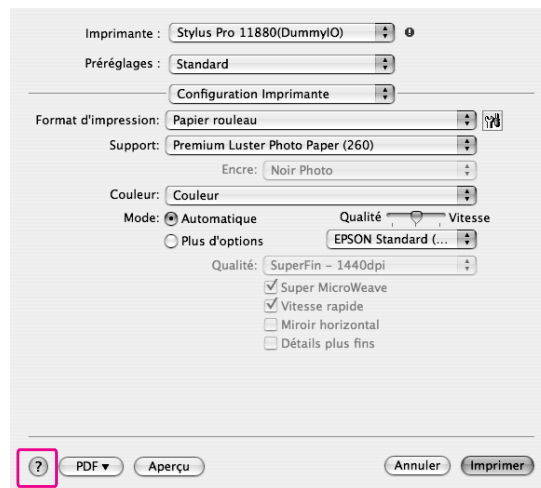 Imprimante : Stylus Pro 11880(DummyIO)
Préréglages : Standard
Configuration Imprimante
Format d'impression: Papier rouleau
Support: Premium Luster Photo Paper (260)
Encre: Noir Photo
Couleur: Couleur
Mode: Automatique Qualité Vitesse
Plus d'options EPSON Standard (...
Qualité: SuperFin – 1440dpi
Super MicroWeave
Vitesse rapide
Miroir horizontal
Détails plus fins
? PDF ▼ Aperçu Annuler Imprimer